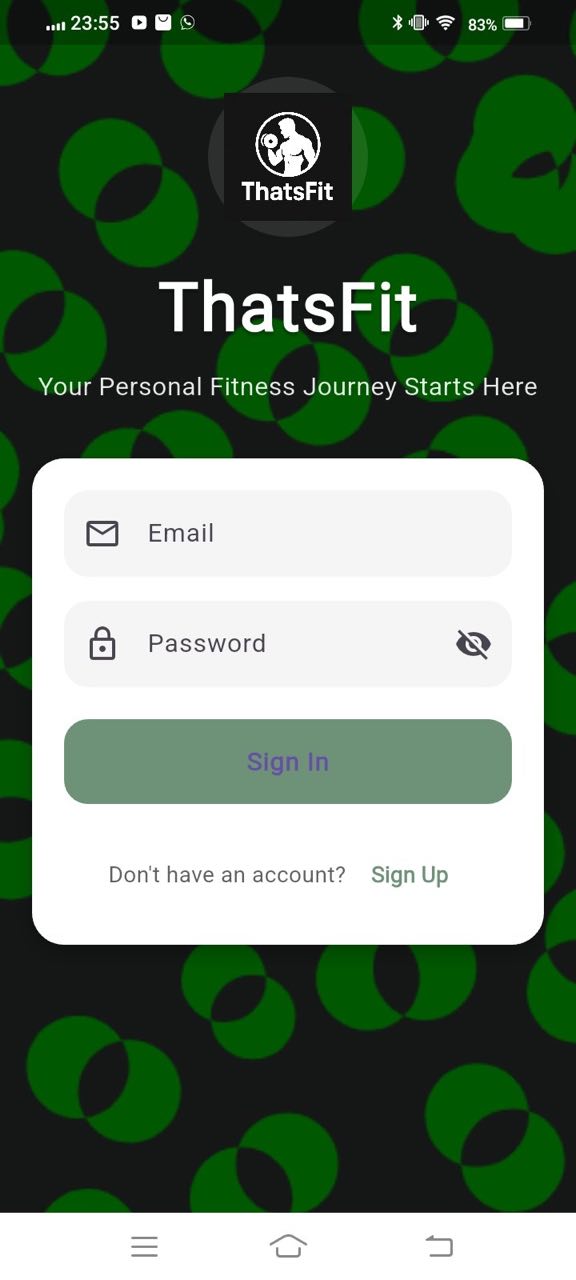 23:55 83%
ThatsFit
ThatsFit
Your Personal Fitness Journey Starts Here
Email
Password
Sign In
Don't have an account? Sign Up